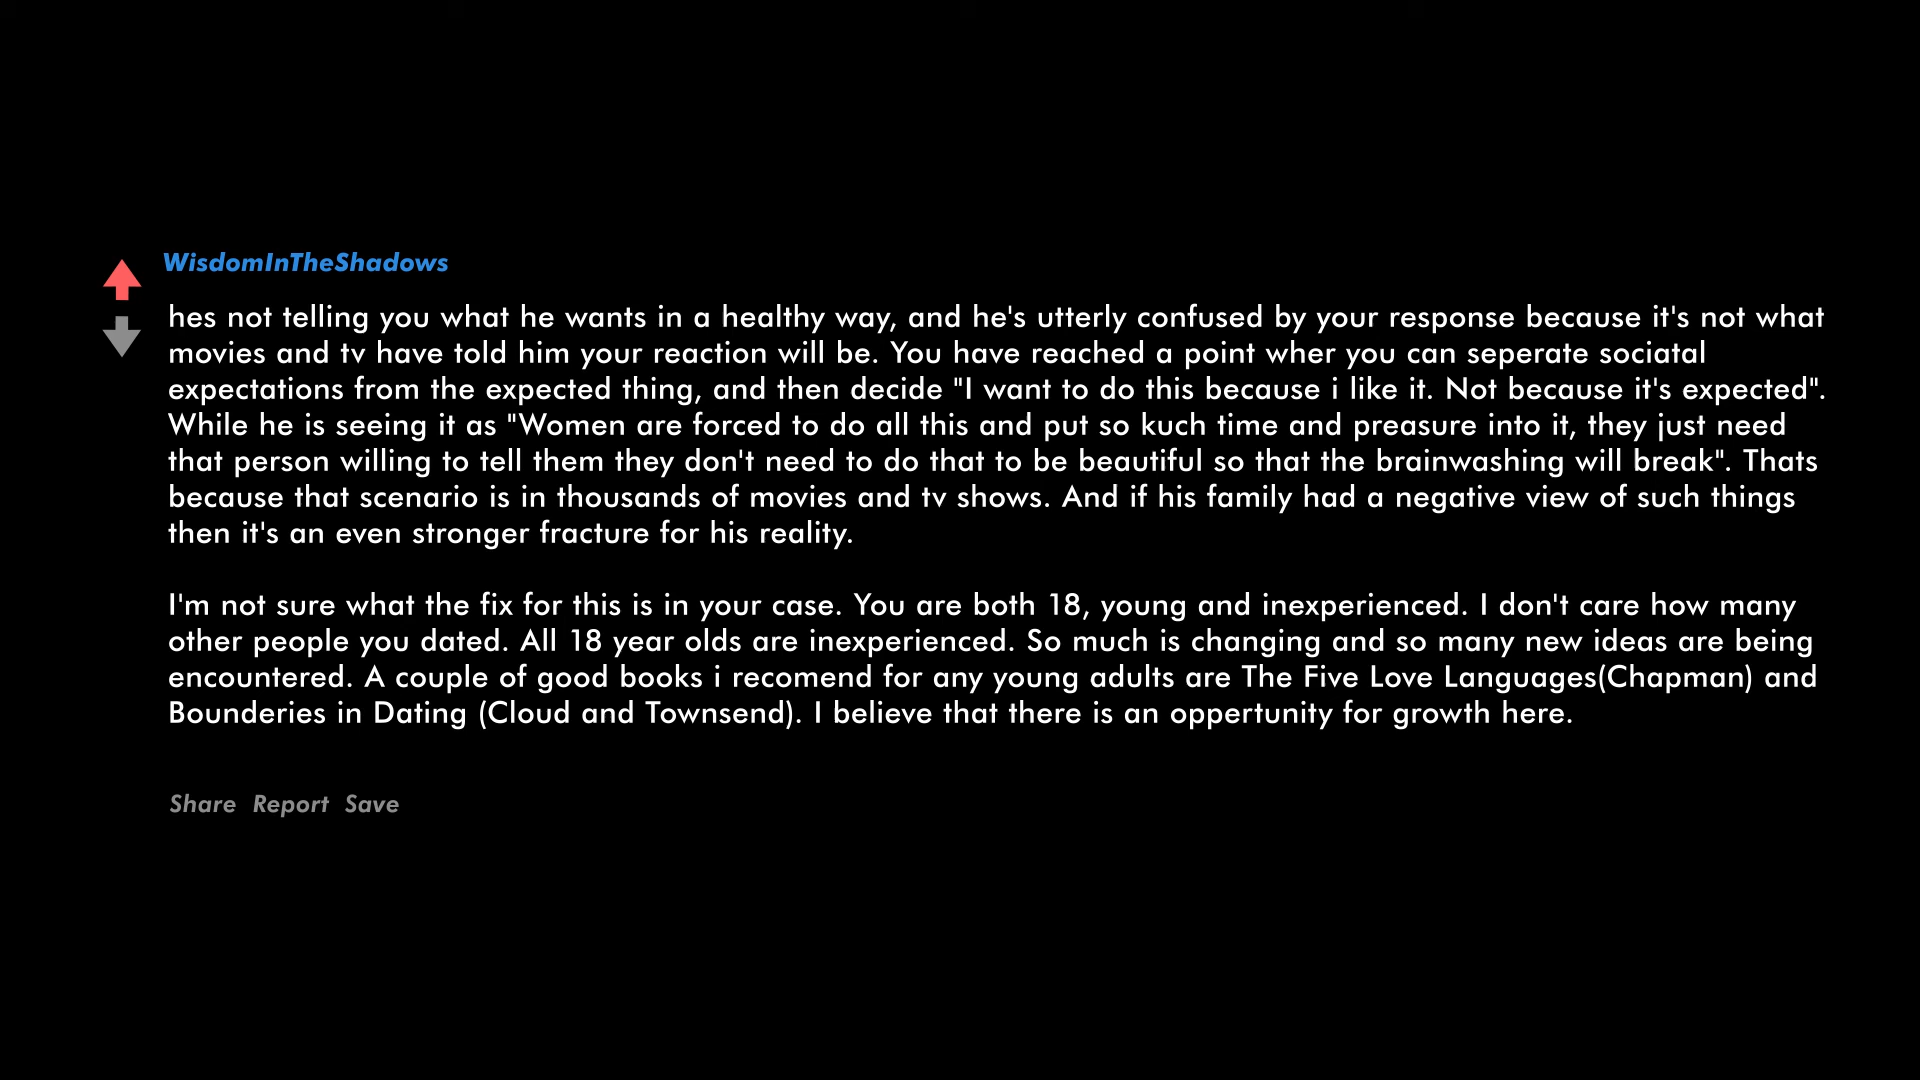 WisdomInTheShadows
hes not telling you what he wants in a healthy way, and he's utterly confused by your response because it's not what
movies and tv have told him your reaction will be. You have reached a point wher you can seperate sociatal
expectations from the expected thing, and then decide "I want to do this because i like it. Not because it's expected".
While he is seeing it as "Women are forced to do all this and put so kuch time and preasure into it, they just need
that person willing to tell them they don't need to do that to be beautiful so that the brainwashing will break". Thats
because that scenario is in thousands of movies and tv shows. And if his family had a negative view of such things
then it's an even stronger fracture for his reality.
I'm not sure what the fix for this is in your case. You are both 18, young and inexperienced. I don't care how many
other people you dated. All 18 year olds are inexperienced. So much is changing and so many new ideas are being
encountered. A couple of good books i recomend for any young adults are The Five Love Languages(Chapman) and
Bounderies in Dating (Cloud and Townsend). I believe that there is an oppertunity for growth here.
Share Report Save